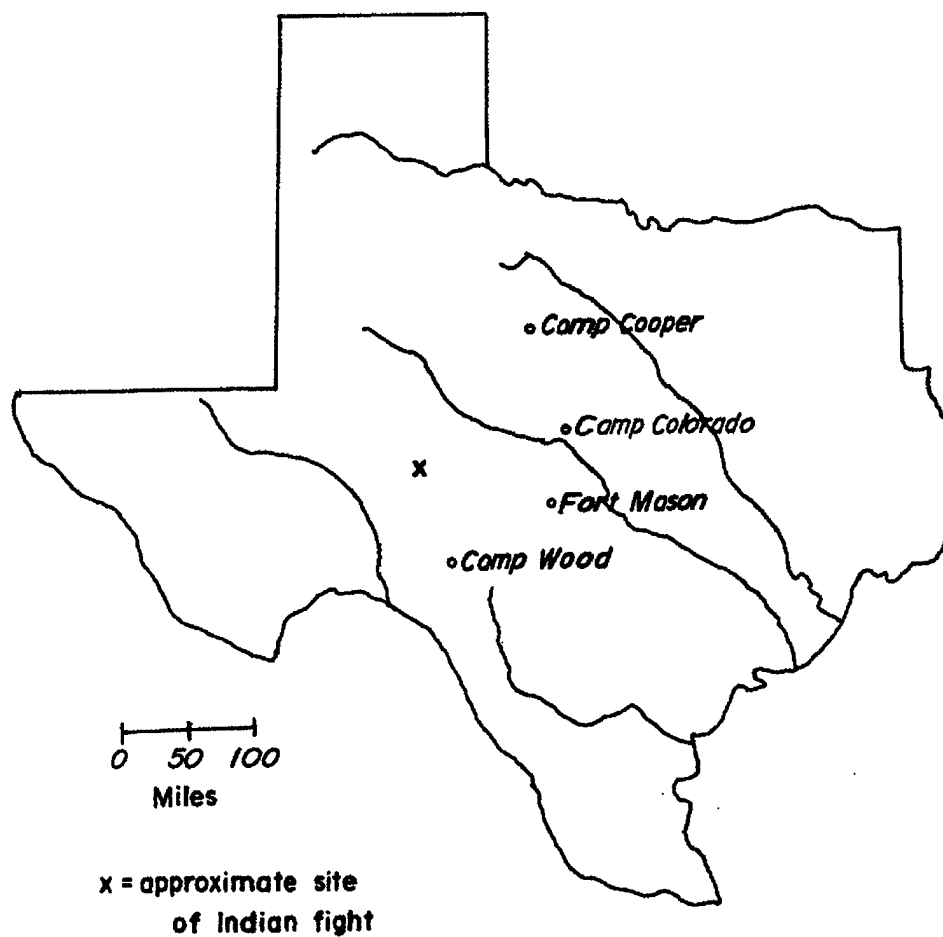 Camp Cooper
Camp Colorado
x
Fort Mason
Camp Wood
0 50 100
Miles
x = approximate site
of Indian fight